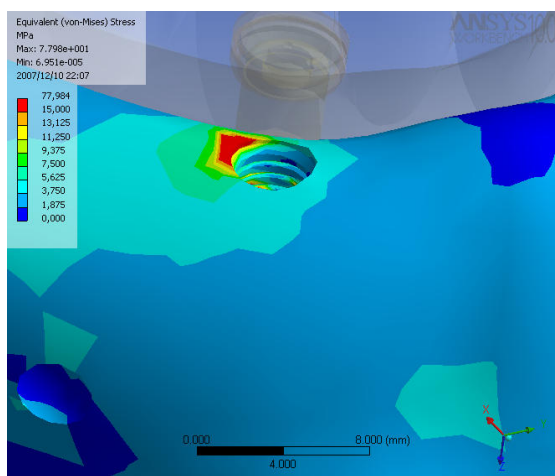 Equivalent (von-Mises) Stress
MPa
Max: 7.798e+001
Min: 6.951e-005
2007/12/10 22:07
77,984
15,000
13,125
11,250
9,375
7,500
5,625
3,750
1,875
0,000
ANSYS
0.000
8.000 (mm)
4.000
X
Z